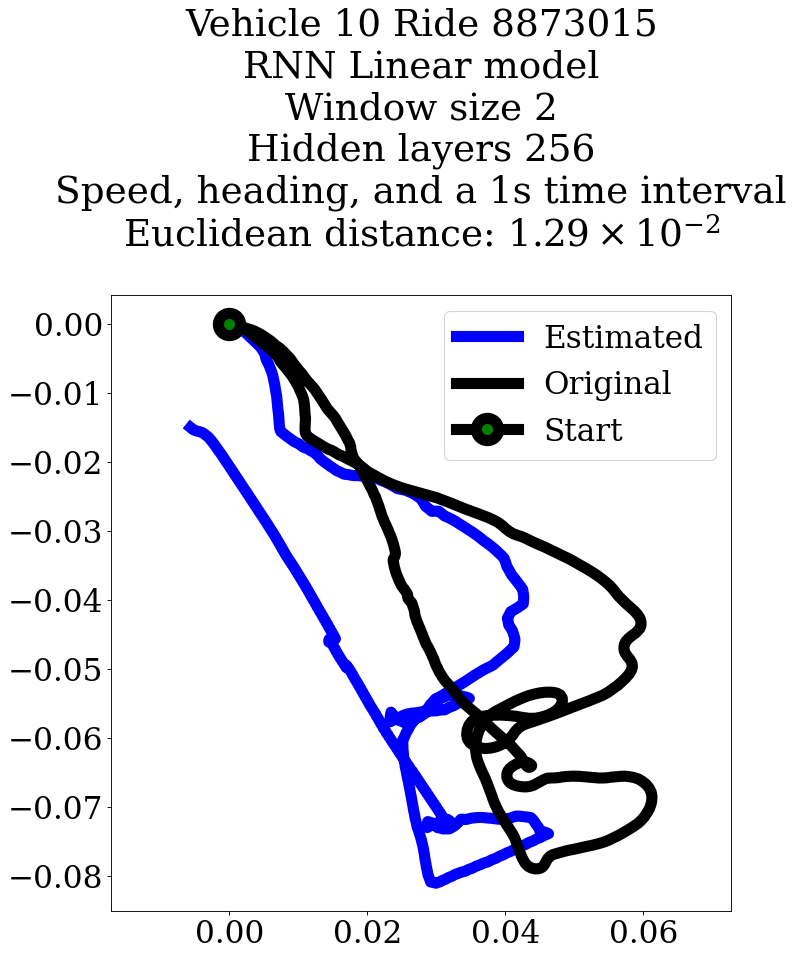 Vehicle 10 Ride 8873015
RNN Linear model
Window size 2
Hidden layers 256
Speed, heading, and a 1s time interval
Euclidean distance: 1.29 × 10⁻²
Estimated
Original
Start
0.00
−0.01
−0.02
−0.03
−0.04
−0.05
−0.06
−0.07
−0.08
0.00 0.02 0.04 0.06